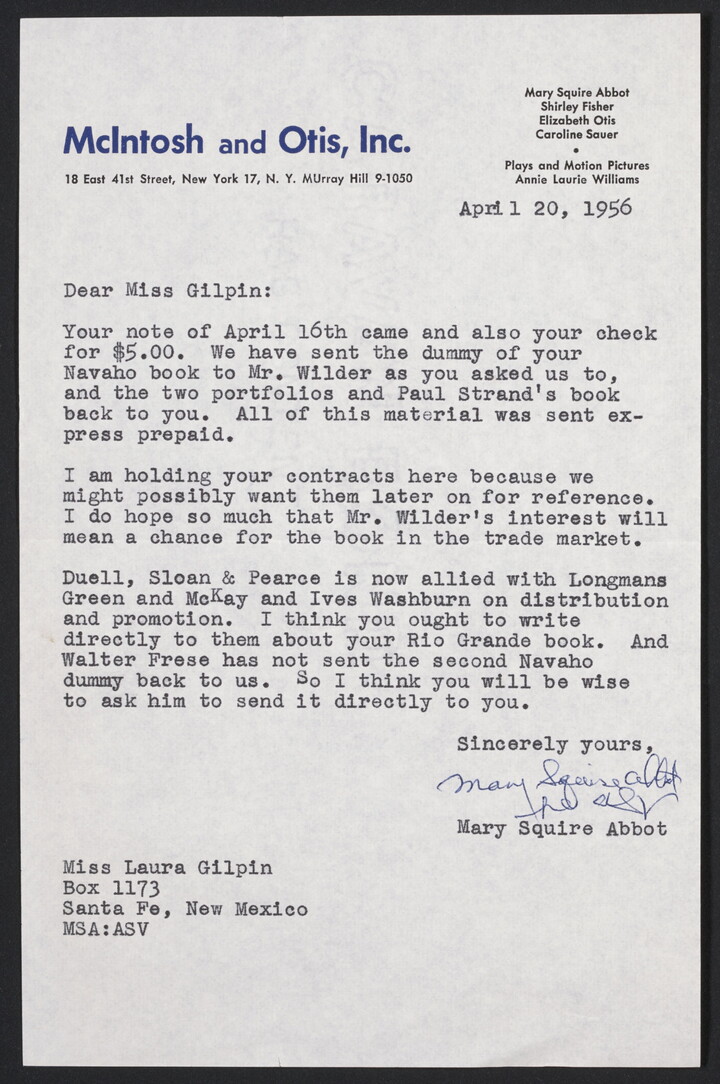 McIntosh and Otis, Inc.
18 East 41st Street, New York 17, N. Y. MUrray Hill 9-1050
Mary Squire Abbot
Shirley Fisher
Elizabeth Otis
Caroline Sauer
•
Plays and Motion Pictures
Annie Laurie Williams
April 20, 1956
Dear Miss Gilpin:
Your note of April 16th came and also your check
for $5.00. We have sent the dummy of your
Navaho book to Mr. Wilder as you asked us to,
and the two portfolios and Paul Strand's book
back to you. All of this material was sent ex-
press prepaid.
I am holding your contracts here because we
might possibly want them later on for reference.
I do hope so much that Mr. Wilder's interest will
mean a chance for the book in the trade market.
Duell, Sloan & Pearce is now allied with Longmans
Green and McKay and Ives Washburn on distribution
and promotion. I think you ought to write
directly to them about your Rio Grande book. And
Walter Frese has not sent the second Navaho
dummy back to us. So I think you will be wise
to ask him to send it directly to you.
Sincerely yours,
Mary Squire Abbot
Mary Squire Abbot
Miss Laura Gilpin
Box 1173
Santa Fe, New Mexico
MSA:ASV